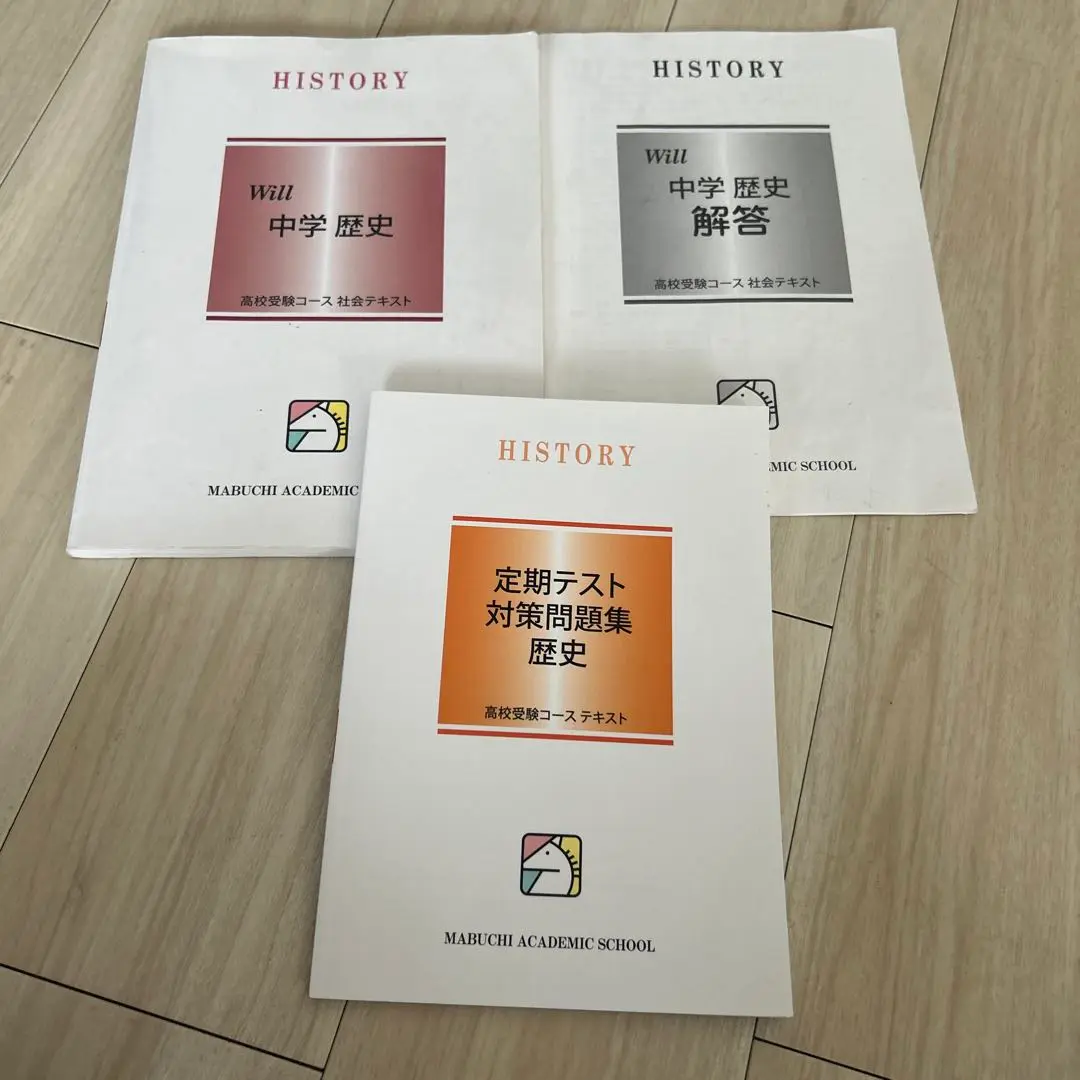 HISTORY
Will
中学 歴史
高校受験コース 社会テキスト
MABUCHI ACADEMIC
HISTORY
Will
中学 歴史
解答
高校受験コース 社会テキスト
SCHOOL
HISTORY
定期テスト
対策問題集
歴史
高校受験コース テキスト
MABUCHI ACADEMIC SCHOOL